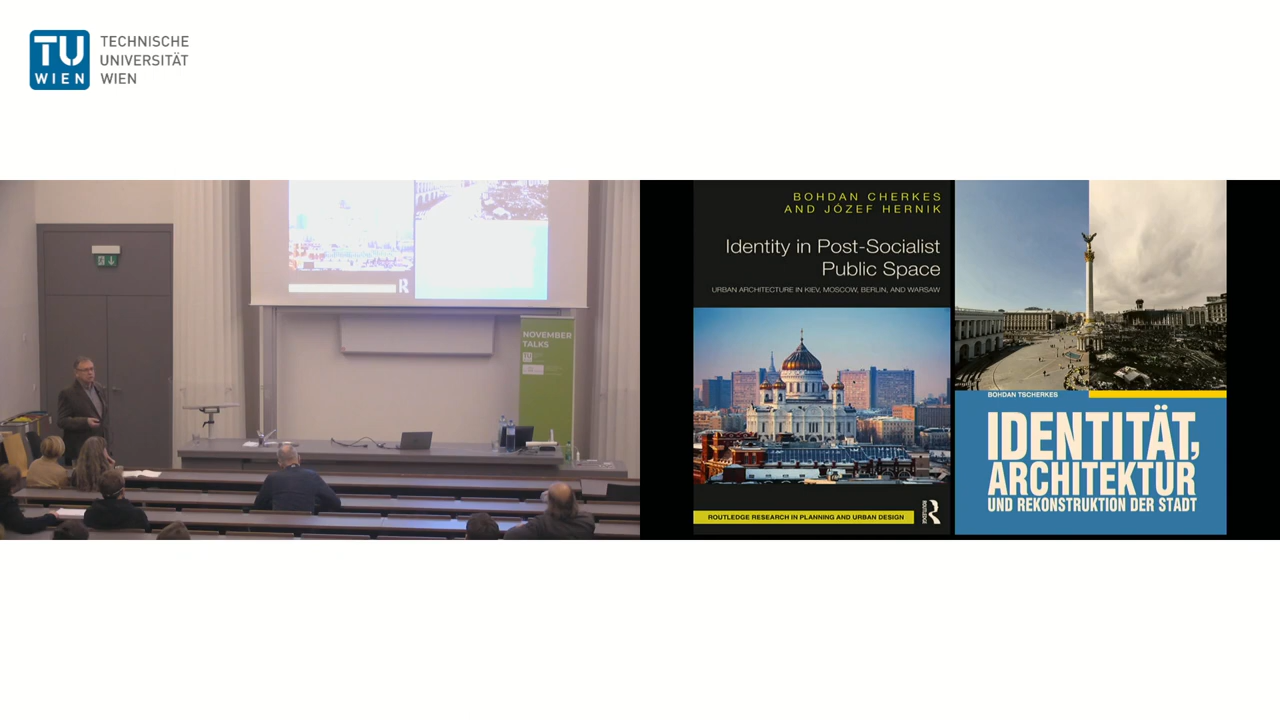 TU
WIEN
TECHNISCHE
UNIVERSITÄT
WIEN
NOVEMBER
TALKS
BOHDAN CHERKES
AND JÓZEF HERNIK
Identity in Post-Socialist
Public Space
URBAN ARCHITECTURE IN KIEV, MOSCOW, BERLIN, AND WARSAW
ROUTLEDGE RESEARCH IN PLANNING AND URBAN DESIGN
R
BOHDAN TSCHERKES
IDENTITÄT,
ARCHITEKTUR
UND REKONSTRUKTION DER STADT